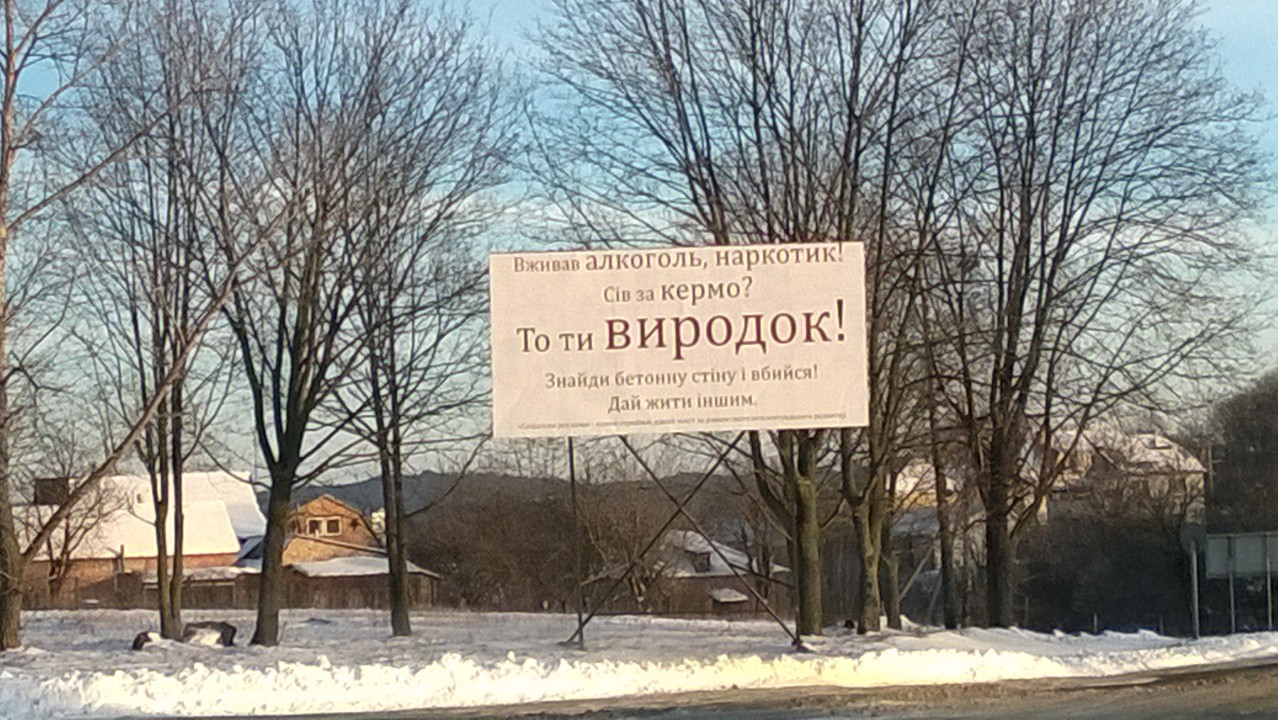 Вживав алкоголь, наркотик!
Сів за кермо?
То ти виродок!
Знайди бетонну стіну і вбийся!
Дай жити іншим.